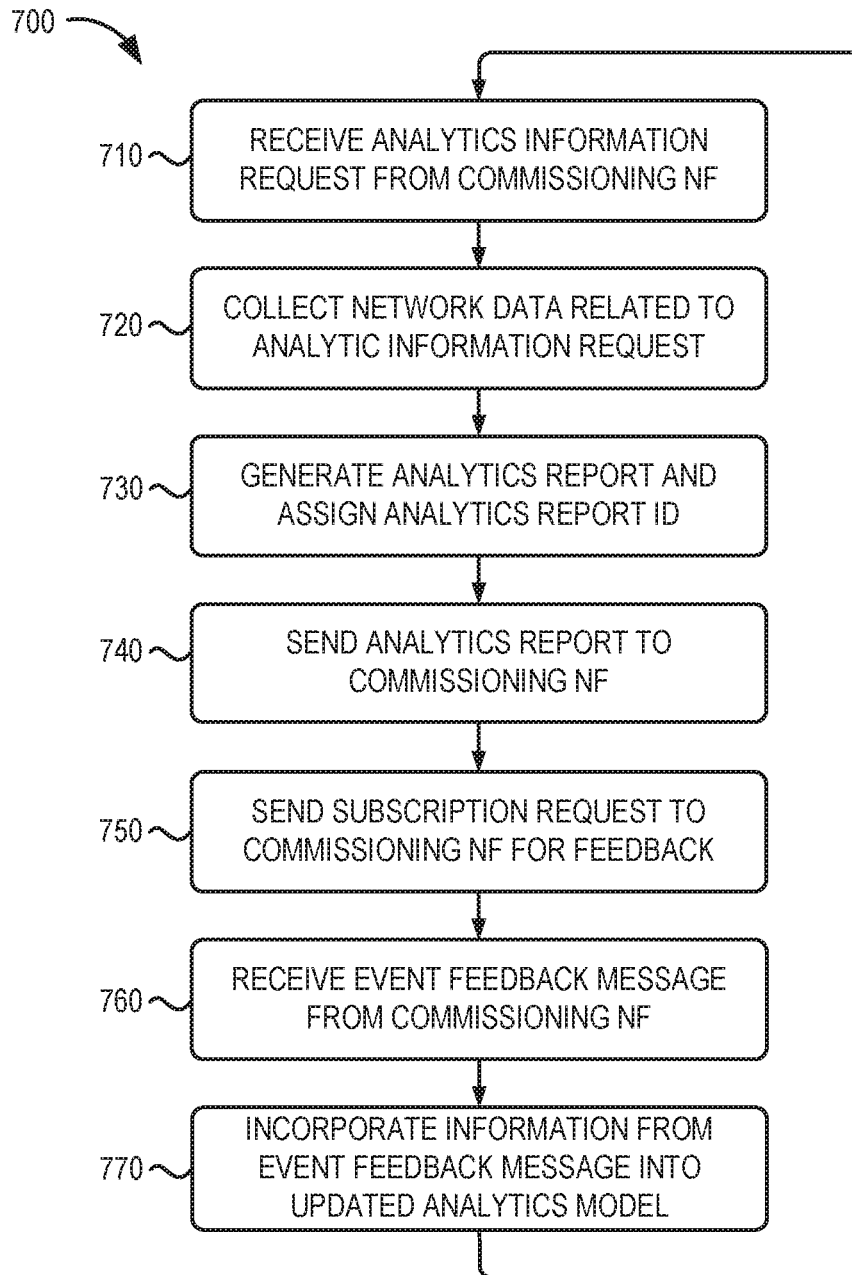 700
710
RECEIVE ANALYTICS INFORMATION
REQUEST FROM COMMISSIONING NF
720
COLLECT NETWORK DATA RELATED TO
ANALYTIC INFORMATION REQUEST
730
GENERATE ANALYTICS REPORT AND
ASSIGN ANALYTICS REPORT ID
740
SEND ANALYTICS REPORT TO
COMMISSIONING NF
750
SEND SUBSCRIPTION REQUEST TO
COMMISSIONING NF FOR FEEDBACK
760
RECEIVE EVENT FEEDBACK MESSAGE
FROM COMMISSIONING NF
770
INCORPORATE INFORMATION FROM
EVENT FEEDBACK MESSAGE INTO
UPDATED ANALYTICS MODEL